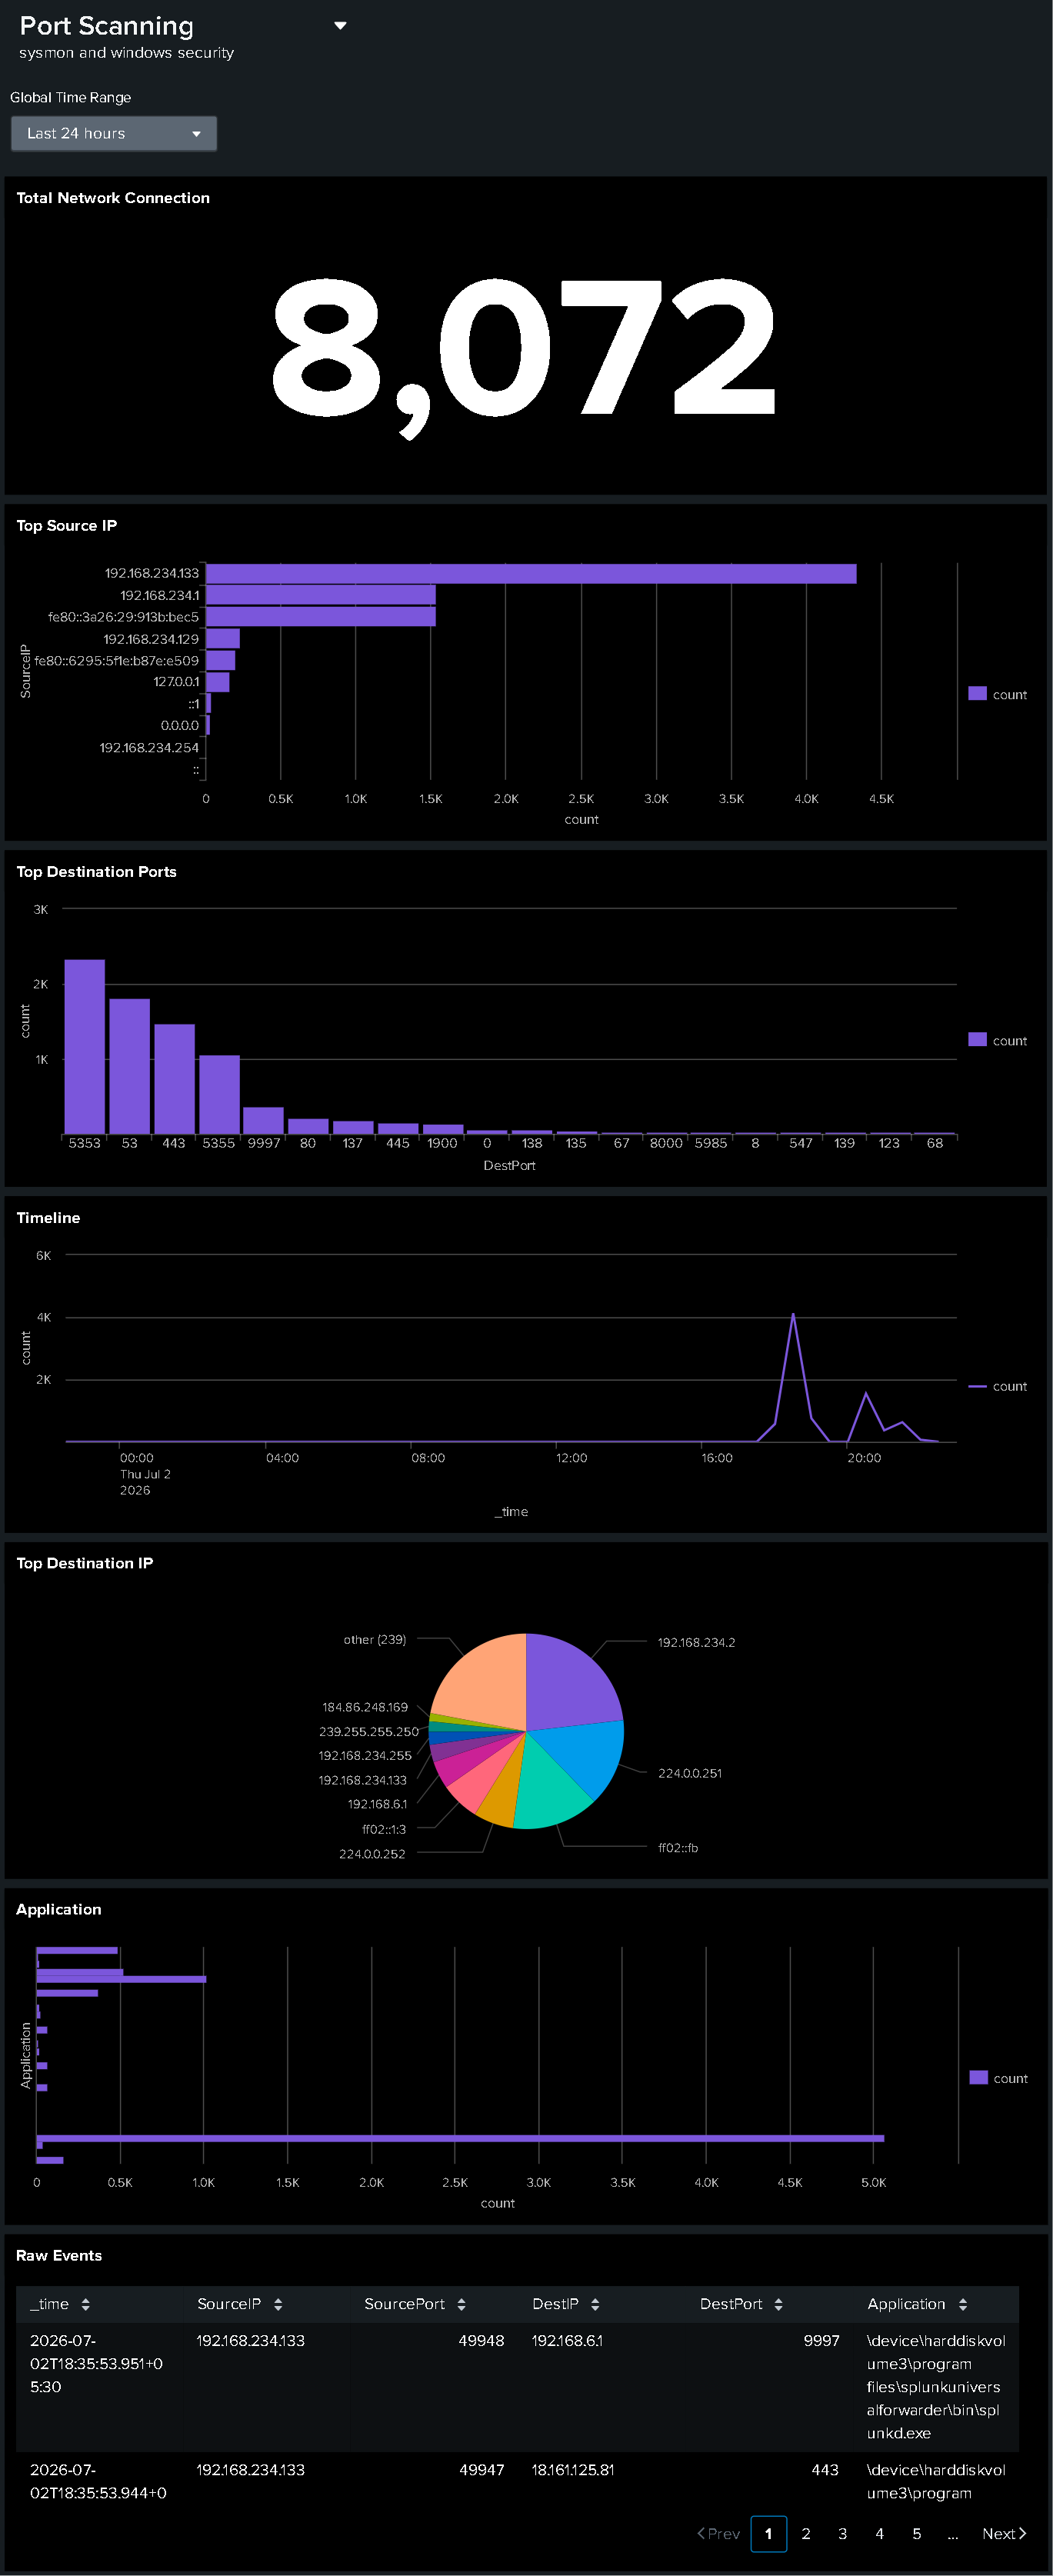 Port Scanning
sysmon and windows security
Global Time Range
Last 24 hours
Total Network Connection
8,072
Top Source IP
SourceIP
192.168.234.133
192.168.234.1
fe80::3a26:29:913b:bec5
192.168.234.129
fe80::6295:5f1e:b87e:e509
127.0.0.1
::1
0.0.0.0
192.168.234.254
::
0 0.5K 1.0K 1.5K 2.0K 2.5K 3.0K 3.5K 4.0K 4.5K
count
count
Top Destination Ports
count
3K
2K
1K
5353 53 443 5355 9997 80 137 445 1900 0 138 135 67 8000 5985 8 547 139 123 68
DestPort
count
Timeline
count
6K
4K
2K
00:00 04:00 08:00 12:00 16:00 20:00
Thu Jul 2
2026
_time
count
Top Destination IP
other (239)
192.168.234.2
184.86.248.169
239.255.255.250
192.168.234.255
224.0.0.251
192.168.234.133
192.168.6.1
ff02::1:3
ff02::fb
224.0.0.252
Application
Application
0 0.5K 1.0K 1.5K 2.0K 2.5K 3.0K 3.5K 4.0K 4.5K 5.0K
count
count
Raw Events
_time SourceIP SourcePort DestIP DestPort Application
2026-07- 192.168.234.133 49948 192.168.6.1 9997 \device\harddiskvol
02T18:35:53.951+0 ume3\program
5:30 files\splunkunivers
alforwarder\bin\spl
unkd.exe
2026-07- 192.168.234.133 49947 18.161.125.81 443 \device\harddiskvol
02T18:35:53.944+0 ume3\program
Prev 1 2 3 4 5 ... Next